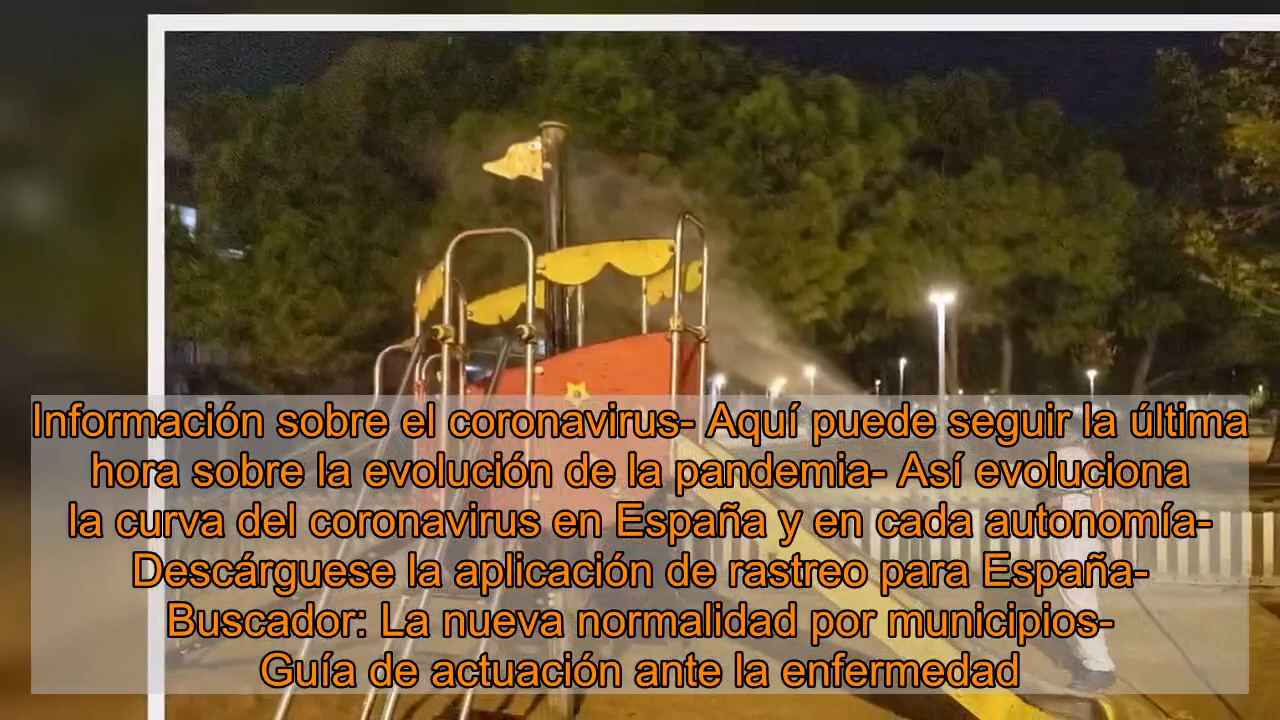 Información sobre el coronavirus- Aquí puede seguir la última
hora sobre la evolución de la pandemia- Así evoluciona
la curva del coronavirus en España y en cada autonomía-
Descárguese la aplicación de rastreo para España-
Buscador: La nueva normalidad por municipios-
Guía de actuación ante la enfermedad